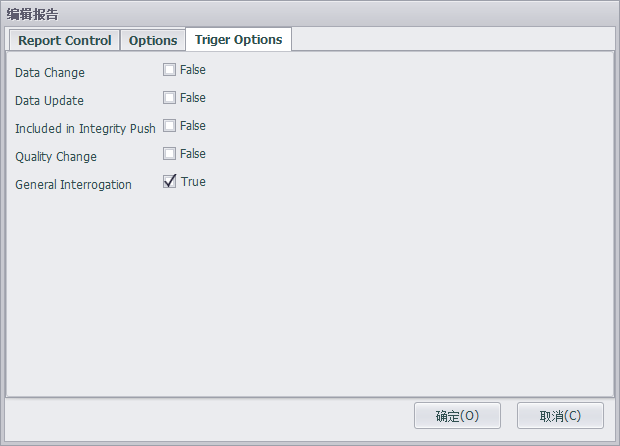 编辑报告
Report Control Options Triger Options
Data Change False
Data Update False
Included in Integrity Push False
Quality Change False
General Interrogation True
确定(O) 取消(C)